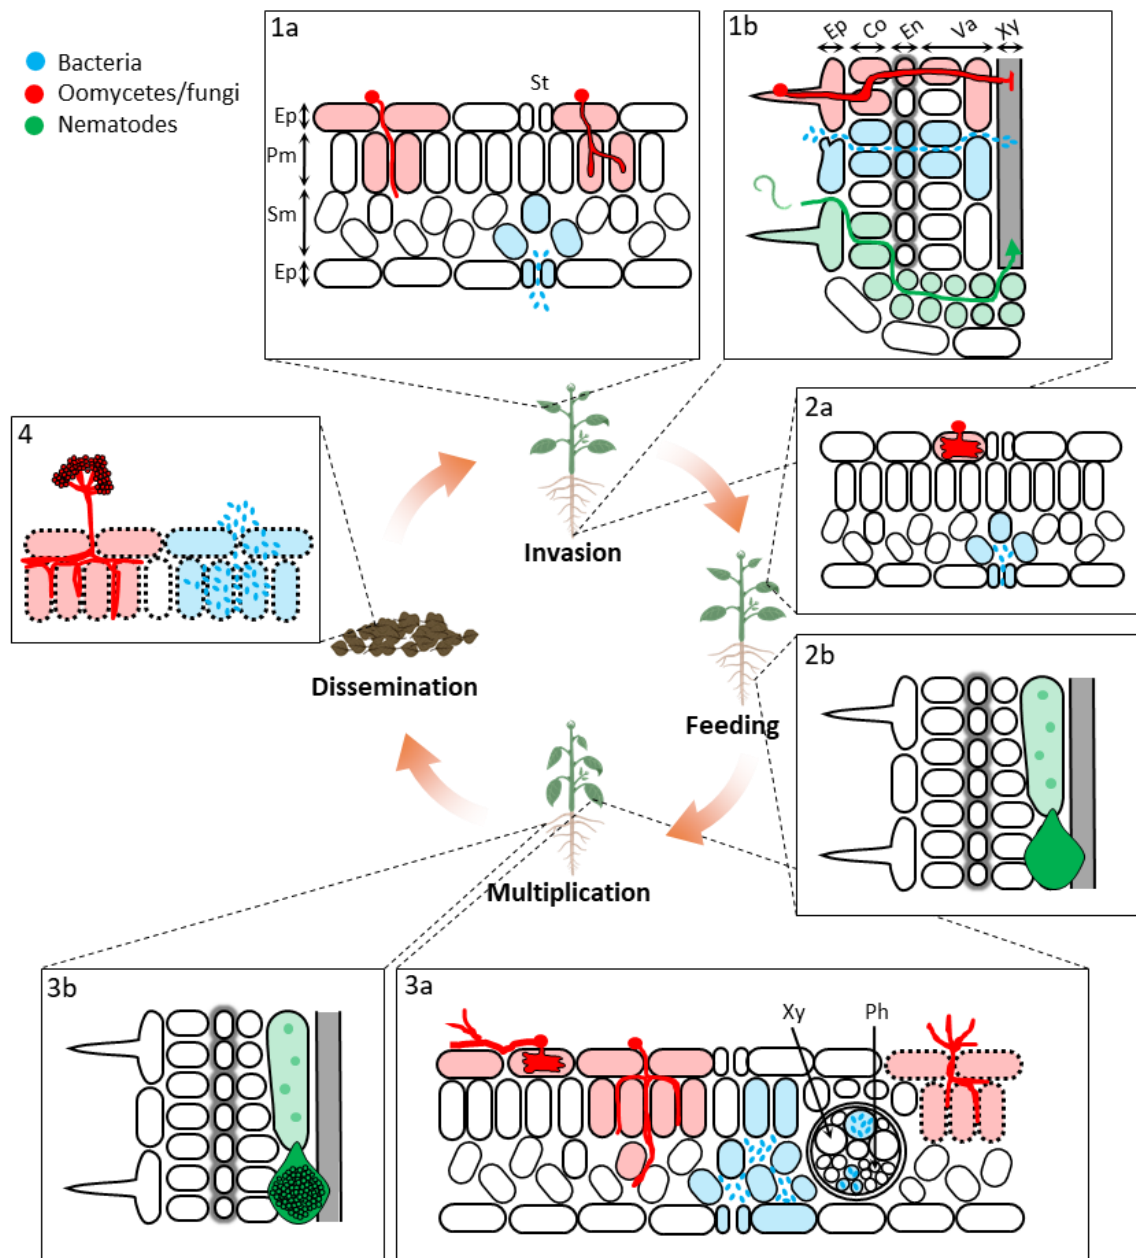 1a
1b
Bacteria
Oomycetes/fungi
Nematodes
St
Ep
Pm
Sm
Ep
Ep Co En Va Xy
4
2a
Invasion
2b
Dissemination
Feeding
Multiplication
3b
3a
Xy Ph